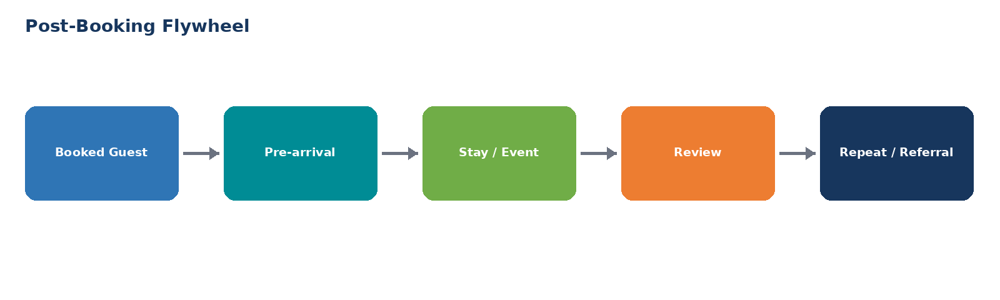 Post-Booking Flywheel
Booked Guest
Pre-arrival
Stay / Event
Review
Repeat / Referral